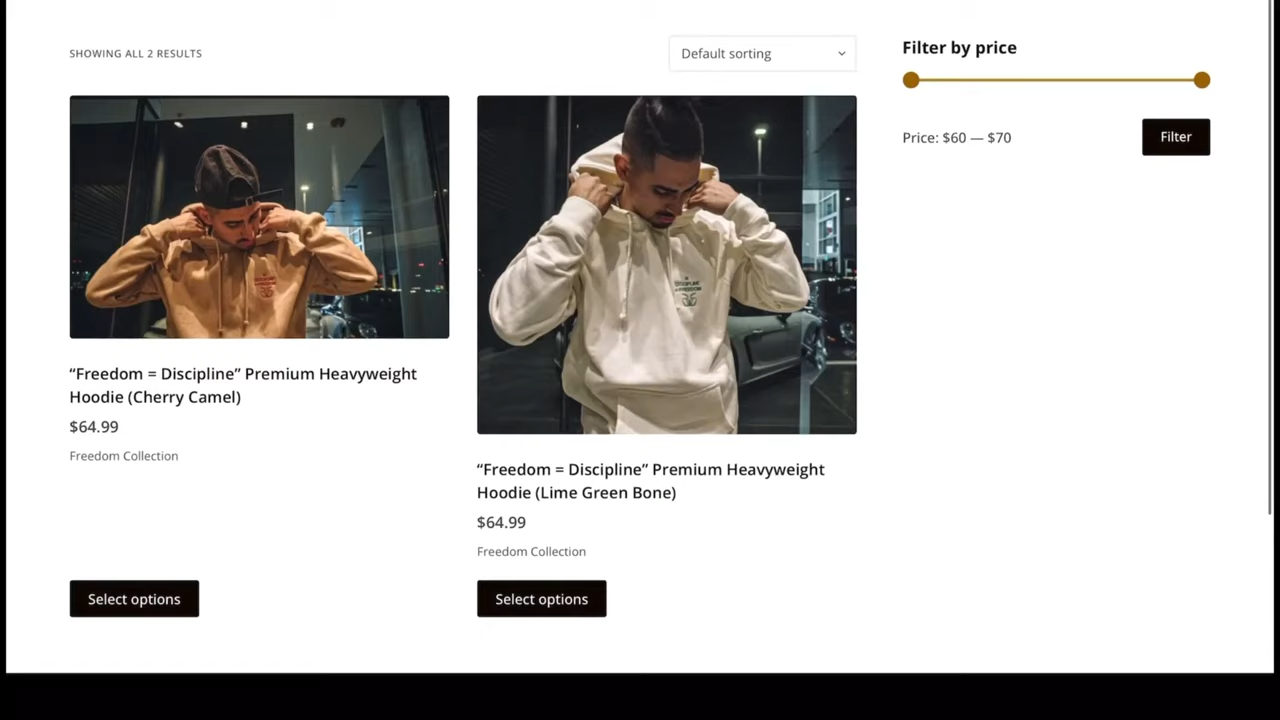 SHOWING ALL 2 RESULTS
Default sorting
Filter by price
Price: $60 — $70
Filter
“Freedom = Discipline” Premium Heavyweight
Hoodie (Cherry Camel)
$64.99
Freedom Collection
Select options
“Freedom = Discipline” Premium Heavyweight
Hoodie (Lime Green Bone)
$64.99
Freedom Collection
Select options